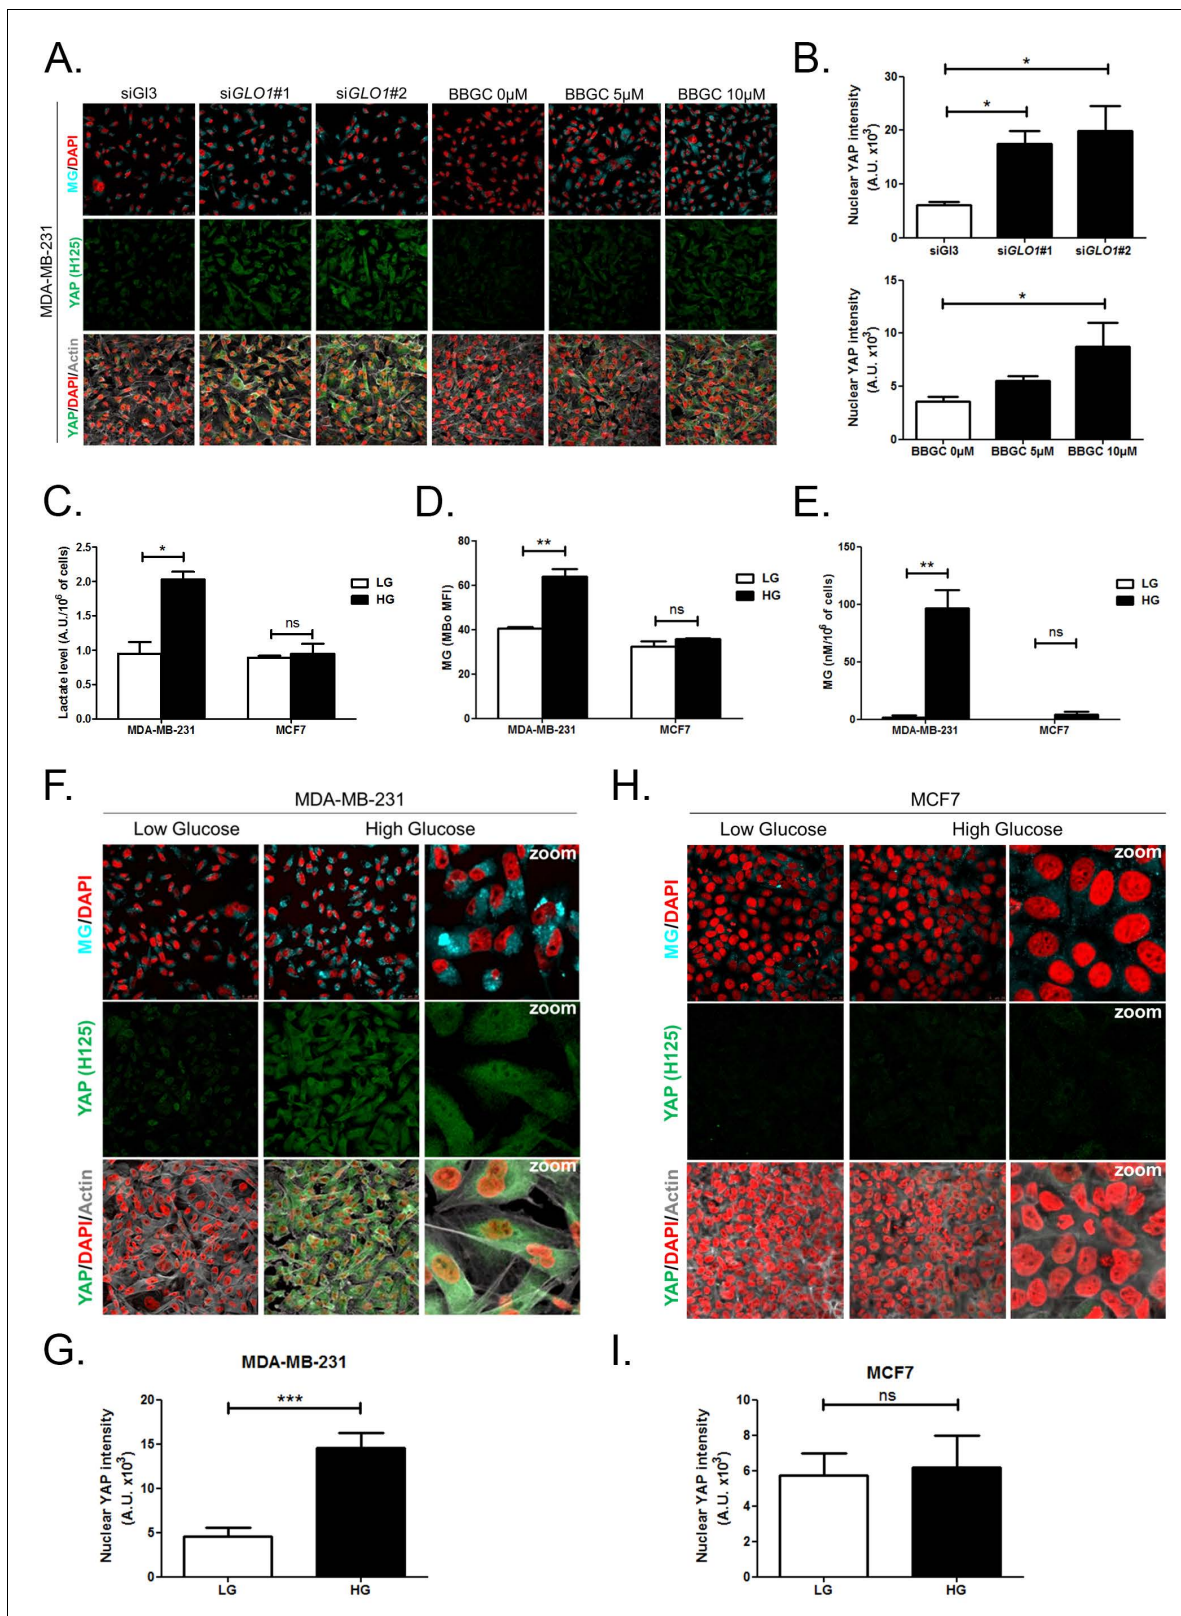 A.
siGl3 siGLO1#1 siGLO1#2 BBGC 0µM BBGC 5µM BBGC 10µM
MDA-MB-231
MG/DAPI
YAP (H125)
YAP/DAPI/Actin
B.
Nuclear YAP intensity
(A.U. x10³)
30
20
10
0
*
*
siGl3 siGLO1#1 siGLO1#2
Nuclear YAP intensity
(A.U. x10³)
15
10
5
0
*
BBGC 0µM BBGC 5µM BBGC 10µM
C.
Lactate level (A.U./10⁶ of cells)
2.5
2.0
1.5
1.0
0.5
0.0
*
ns
LG
HG
MDA-MB-231 MCF7
D.
MG (MBo MFI)
80
60
40
20
0
**
ns
LG
HG
MDA-MB-231 MCF7
E.
MG (nM/10⁶ of cells)
150
100
50
0
**
ns
LG
HG
MDA-MB-231 MCF7
F.
MDA-MB-231
Low Glucose High Glucose
MG/DAPI
zoom
YAP (H125)
zoom
YAP/DAPI/Actin
zoom
H.
MCF7
Low Glucose High Glucose
MG/DAPI
zoom
YAP (H125)
zoom
YAP/DAPI/Actin
zoom
G.
MDA-MB-231
Nuclear YAP intensity
(A.U. x10³)
20
15
10
5
0
***
LG HG
I.
MCF7
Nuclear YAP intensity
(A.U. x10³)
10
8
6
4
2
0
ns
LG HG